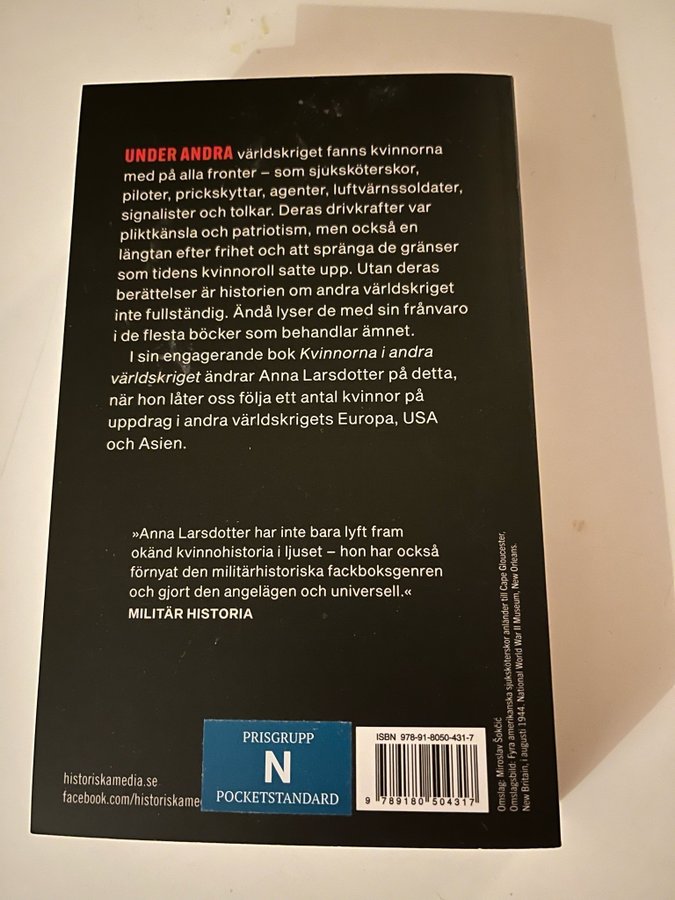 UNDER ANDRA världskriget fanns kvinnorna
med på alla fronter – som sjuksköterskor,
piloter, prickskyttar, agenter, luftvärnssoldater,
signalister och tolkar. Deras drivkrafter var
pliktkänsla och patriotism, men också en
längtan efter frihet och att spränga de gränser
som tidens kvinnoroll satte upp. Utan deras
berättelser är historien om andra världskriget
inte fullständig. Ändå lyser de med sin frånvaro
i de flesta böcker som behandlar ämnet.
I sin engagerande bok Kvinnorna i andra
världskriget ändrar Anna Larsdotter på detta,
när hon låter oss följa ett antal kvinnor på
uppdrag i andra världskrigets Europa, USA
och Asien.
»Anna Larsdotter har inte bara lyft fram
okänd kvinnohistoria i ljuset – hon har också
förnyat den militärhistoriska fackboksgenren
och gjort den angelägen och universell.«
MILITÄR HISTORIA
historiskamedia.se
facebook.com/historiskame
PRISGRUPP
N
POCKETSTANDARD
ISBN 978-91-8050-431-7
9 789180 504317
Omslag: Miroslav Šokčić
Omslagsbild: Fyra amerikanska sjuksköterskor anländer till Cape Gloucester,
New Britain, i augusti 1944. National World War II Museum, New Orleans.